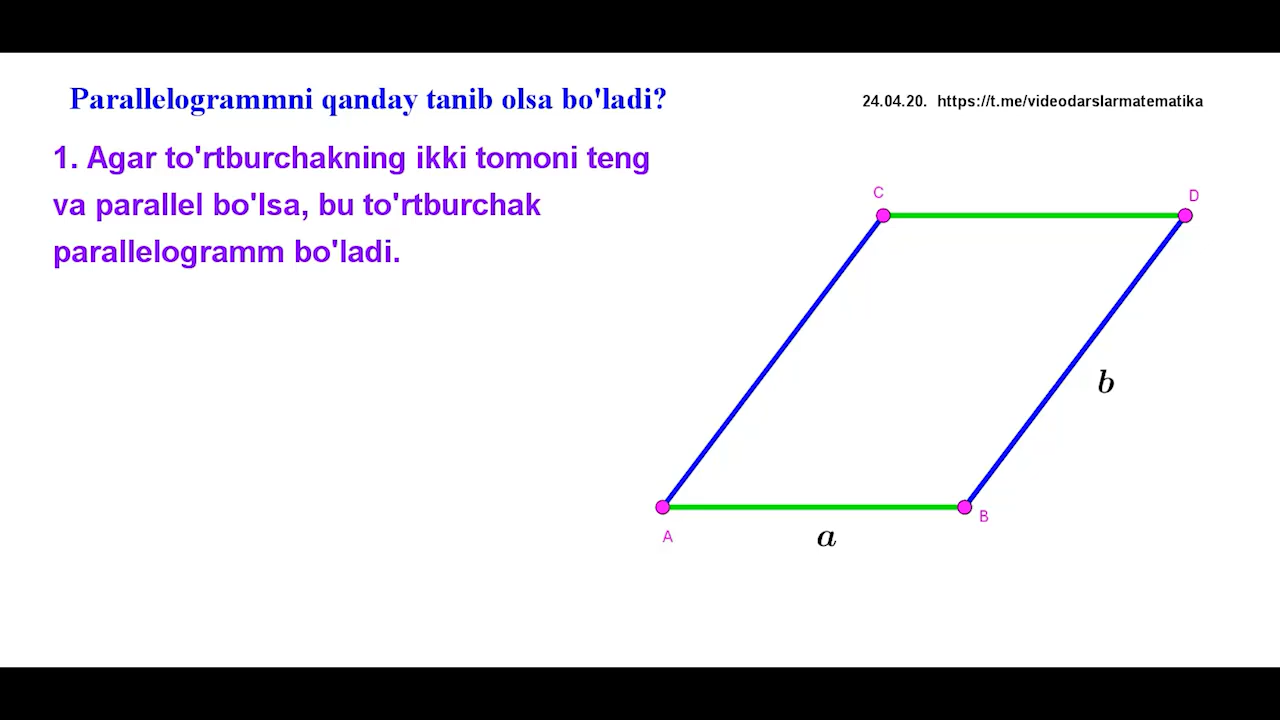 Parallelogrammni qanday tanib olsa bo'ladi?
24.04.20. https://t.me/videodarslarmatematika
1. Agar to'rtburchakning ikki tomoni teng
va parallel bo'lsa, bu to'rtburchak
parallelogramm bo'ladi.
C
D
b
A
B
a